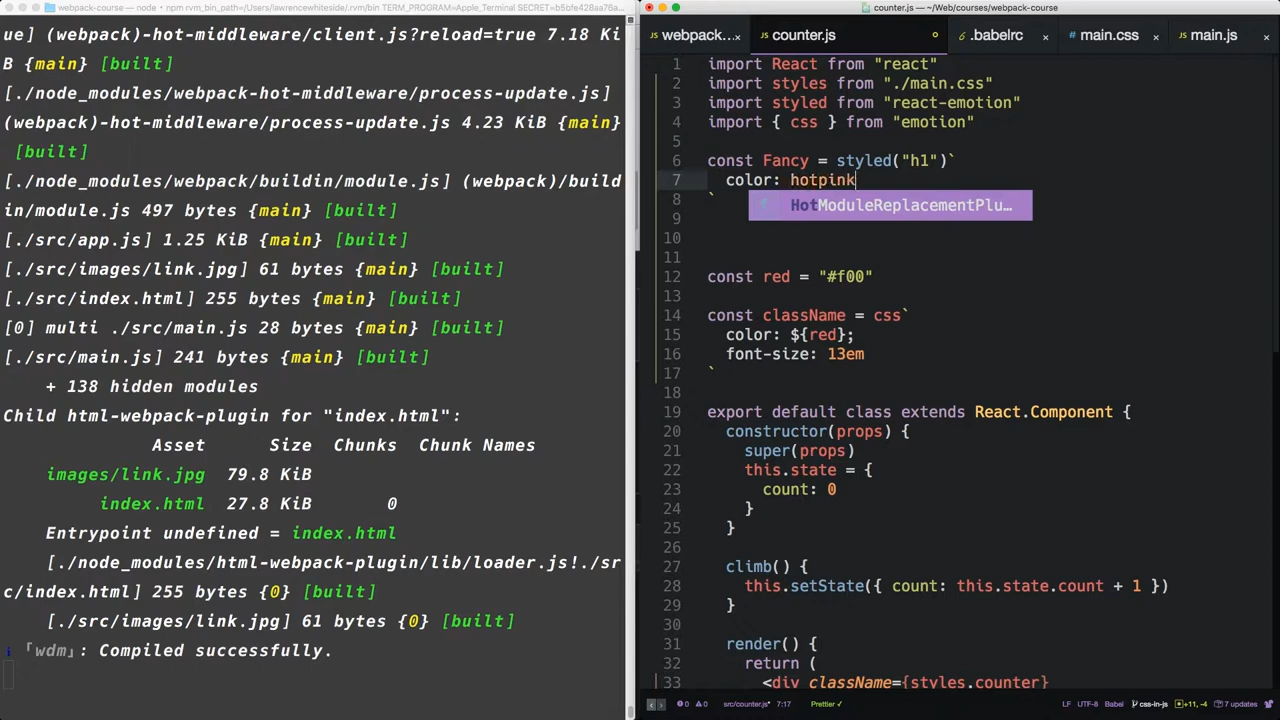 webpack-course — node • npm rvm_bin_path=/Users/lawrencewhiteside/.rvm/bin TERM_PROGRAM=Apple_Terminal SECRET=b5bfe428aa76…
ue] (webpack)-hot-middleware/client.js?reload=true 7.18 Ki
B {main} [built]
[./node_modules/webpack-hot-middleware/process-update.js]
(webpack)-hot-middleware/process-update.js 4.23 KiB {main}
[built]
[./node_modules/webpack/buildin/module.js] (webpack)/build
in/module.js 497 bytes {main} [built]
[./src/app.js] 1.25 KiB {main} [built]
[./src/images/link.jpg] 61 bytes {main} [built]
[./src/index.html] 255 bytes {main} [built]
[0] multi ./src/main.js 28 bytes {main} [built]
[./src/main.js] 241 bytes {main} [built]
+ 138 hidden modules
Child html-webpack-plugin for "index.html":
Asset Size Chunks Chunk Names
images/link.jpg 79.8 KiB
index.html 27.8 KiB 0
Entrypoint undefined = index.html
[./node_modules/html-webpack-plugin/lib/loader.js!./sr
c/index.html] 255 bytes {0} [built]
[./src/images/link.jpg] 61 bytes {0} [built]
i ｢wdm｣: Compiled successfully.
counter.js — ~/Web/courses/webpack-course
webpack… × counter.js .babelrc × main.css × main.js ×
1 import React from "react"
2 import styles from "./main.css"
3 import styled from "react-emotion"
4 import { css } from "emotion"
5
6 const Fancy = styled("h1")`
7 color: hotpink
8 `
HotModuleReplacementPlu…
9
10
11
12 const red = "#f00"
13
14 const className = css`
15 color: ${red};
16 font-size: 13em
17 `
18
19 export default class extends React.Component {
20 constructor(props) {
21 super(props)
22 this.state = {
23 count: 0
24 }
25 }
26
27 climb() {
28 this.setState({ count: this.state.count + 1 })
29 }
30
31 render() {
32 return (
33 <div className={styles.counter}
0 0 src/counter.js* 7:17 Prettier ✓ LF UTF-8 Babel css-in-js +11, -4 7 updates